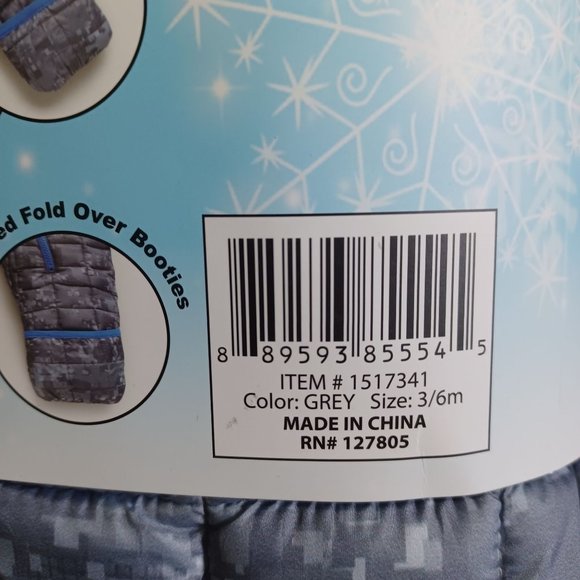 ed Fold Over Booties
8 89593 85554 5
ITEM # 1517341
Color: GREY Size: 3/6m
MADE IN CHINA
RN# 127805